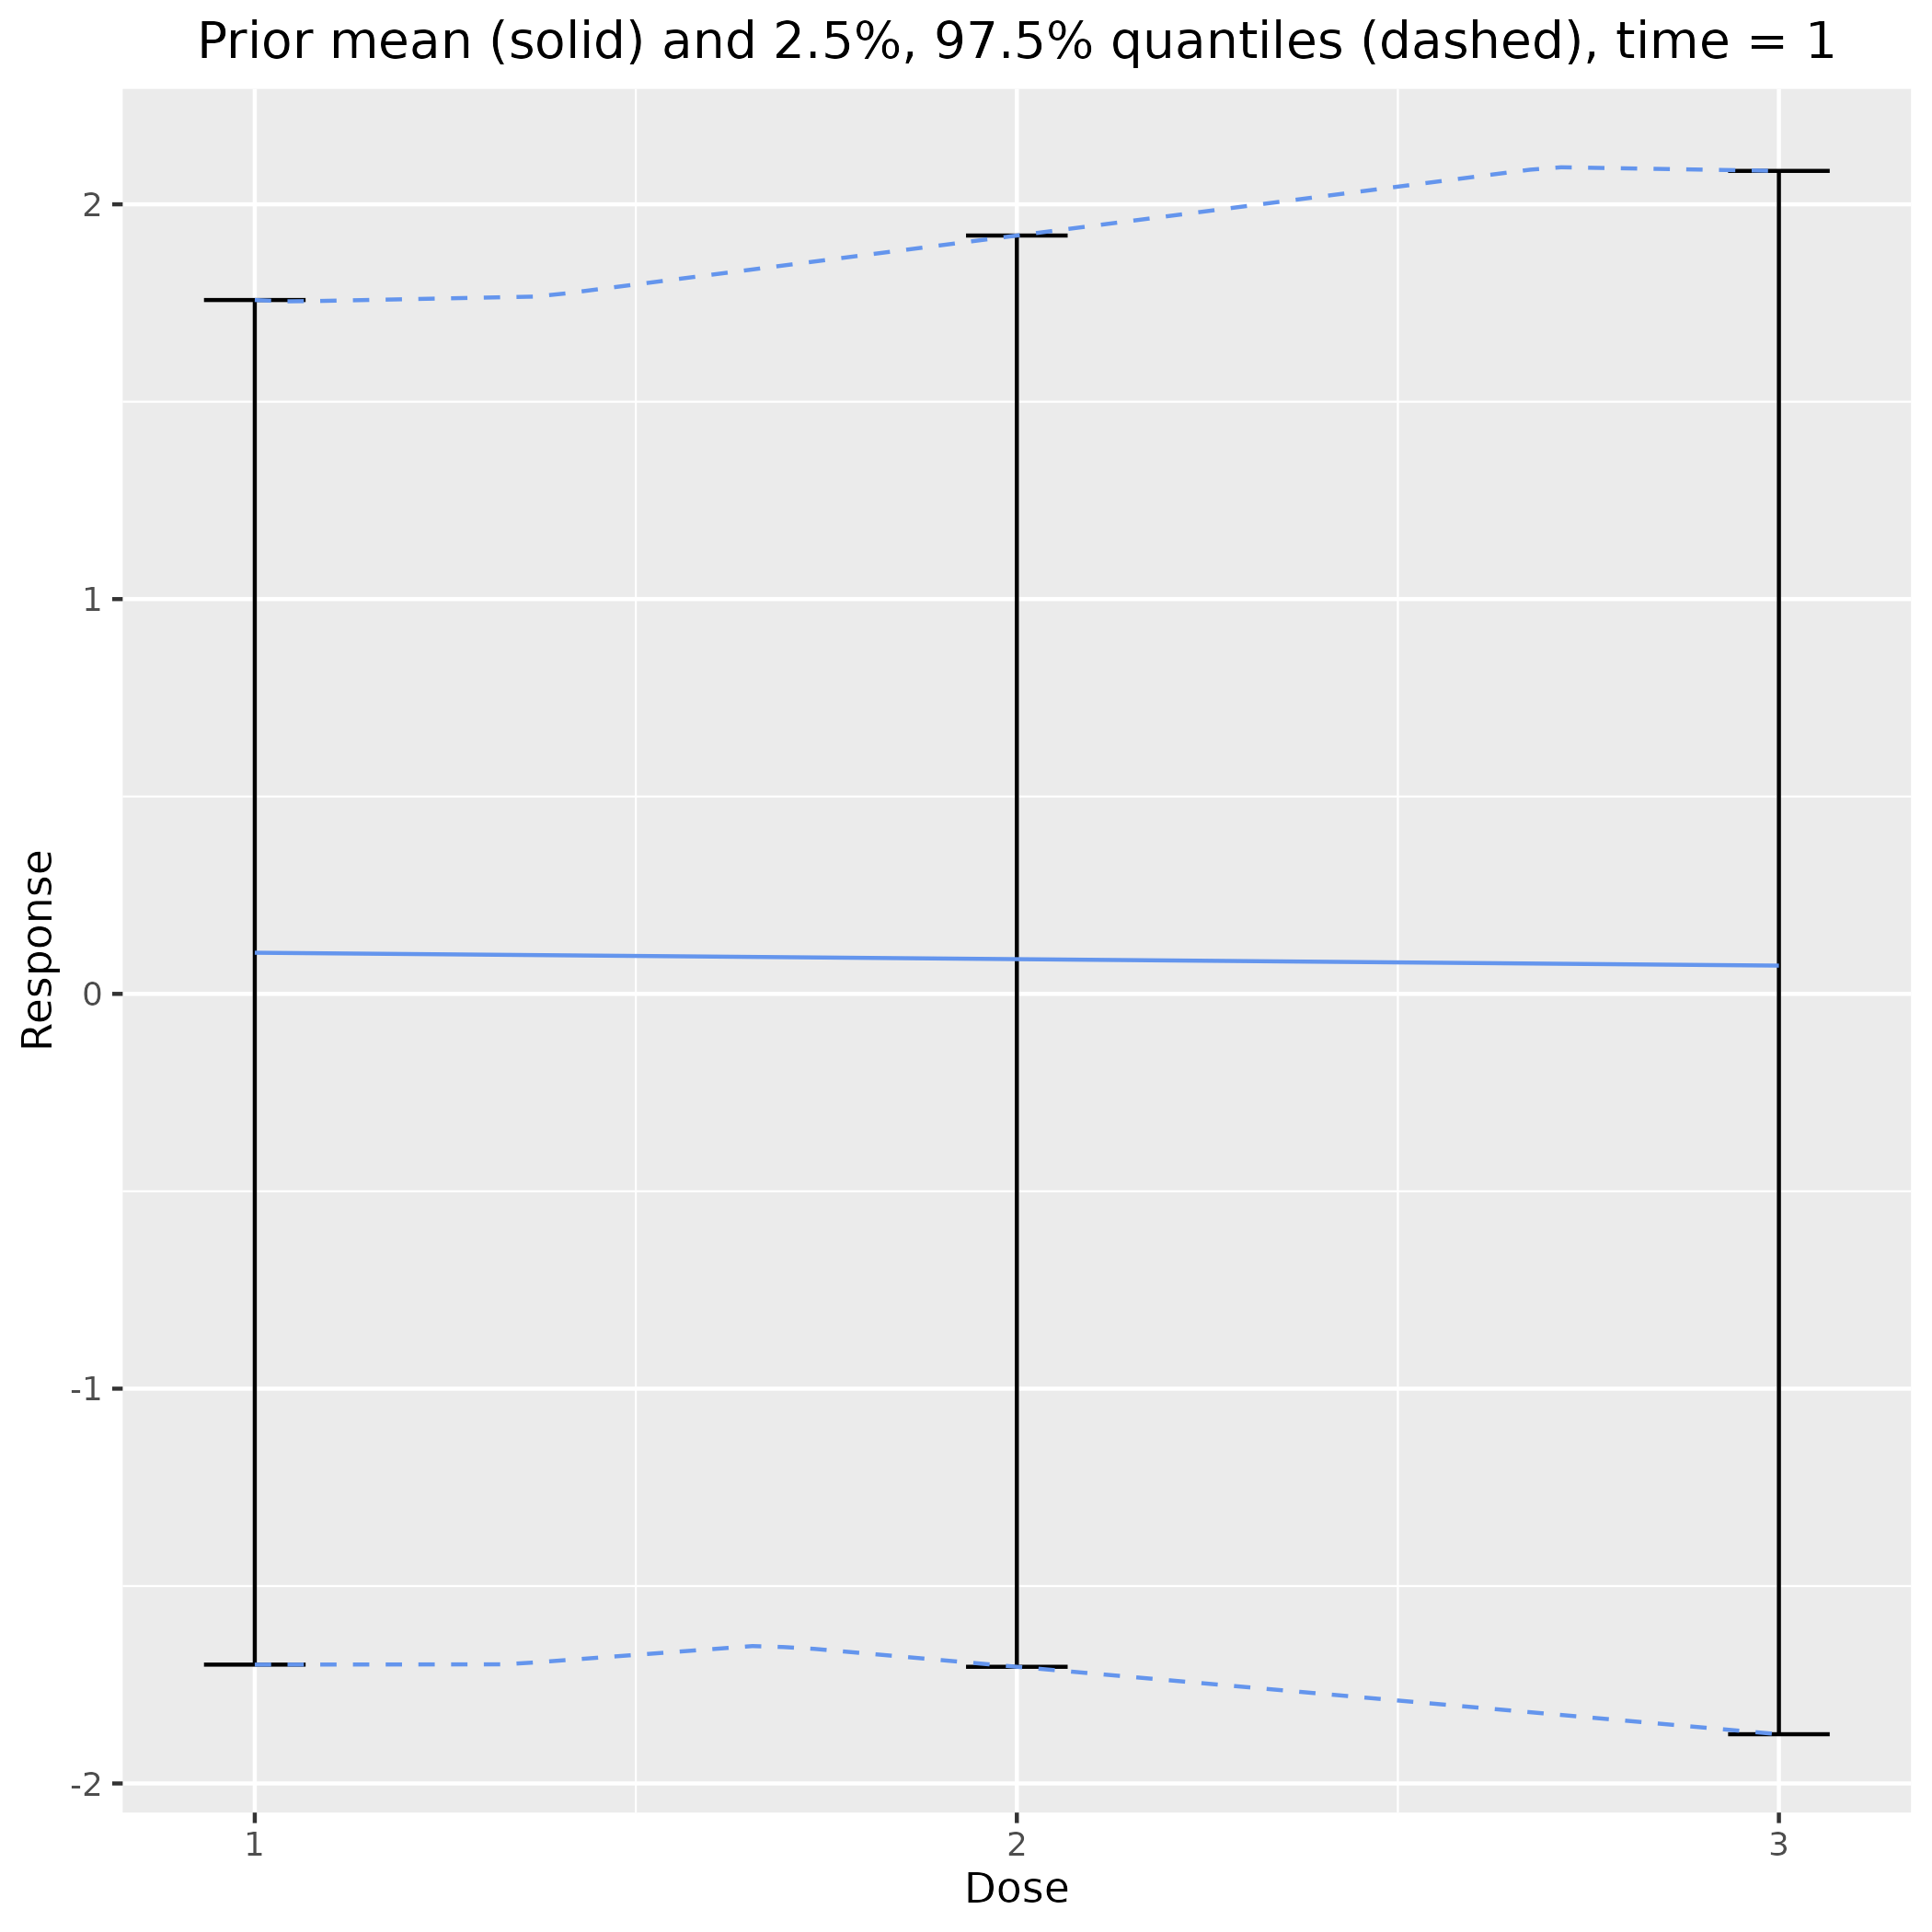 Prior mean (solid) and 2.5%, 97.5% quantiles (dashed), time = 1
2
1
0
-1
-2
Response
1 2 3
Dose